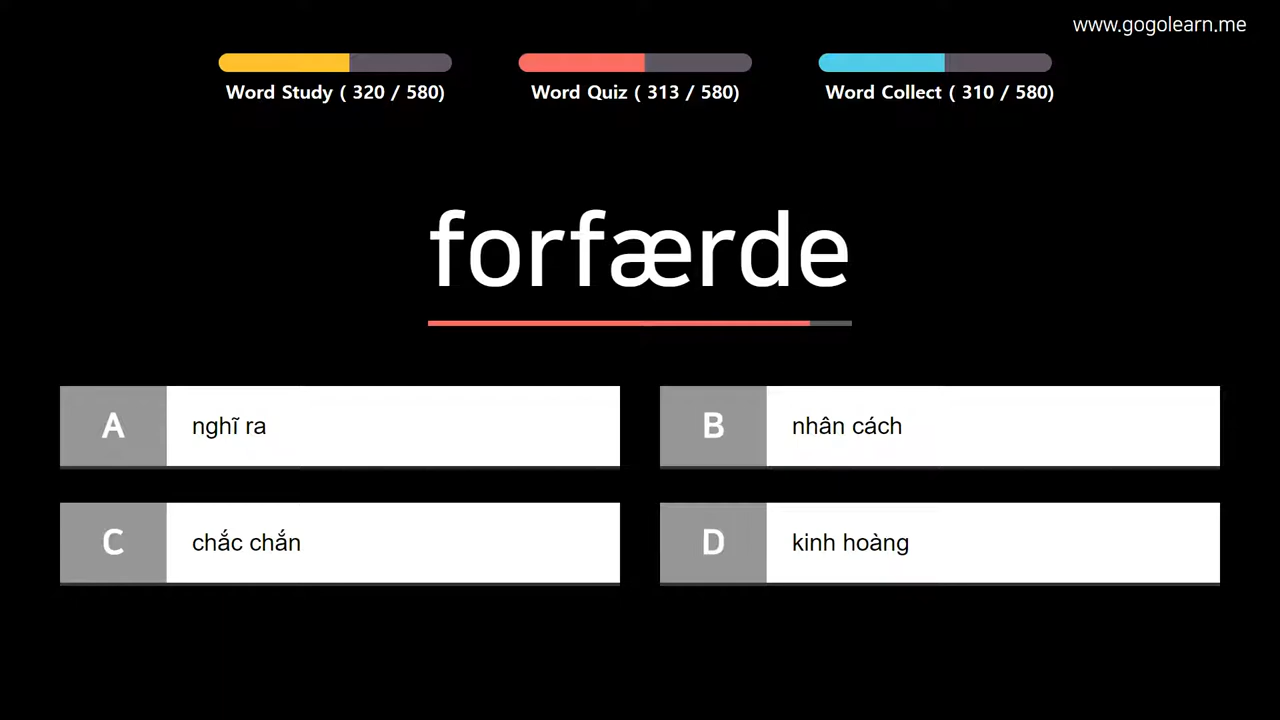 www.gogolearn.me
Word Study ( 320 / 580)
Word Quiz ( 313 / 580)
Word Collect ( 310 / 580)
forfærde
A nghĩ ra
B nhân cách
C chắc chắn
D kinh hoàng